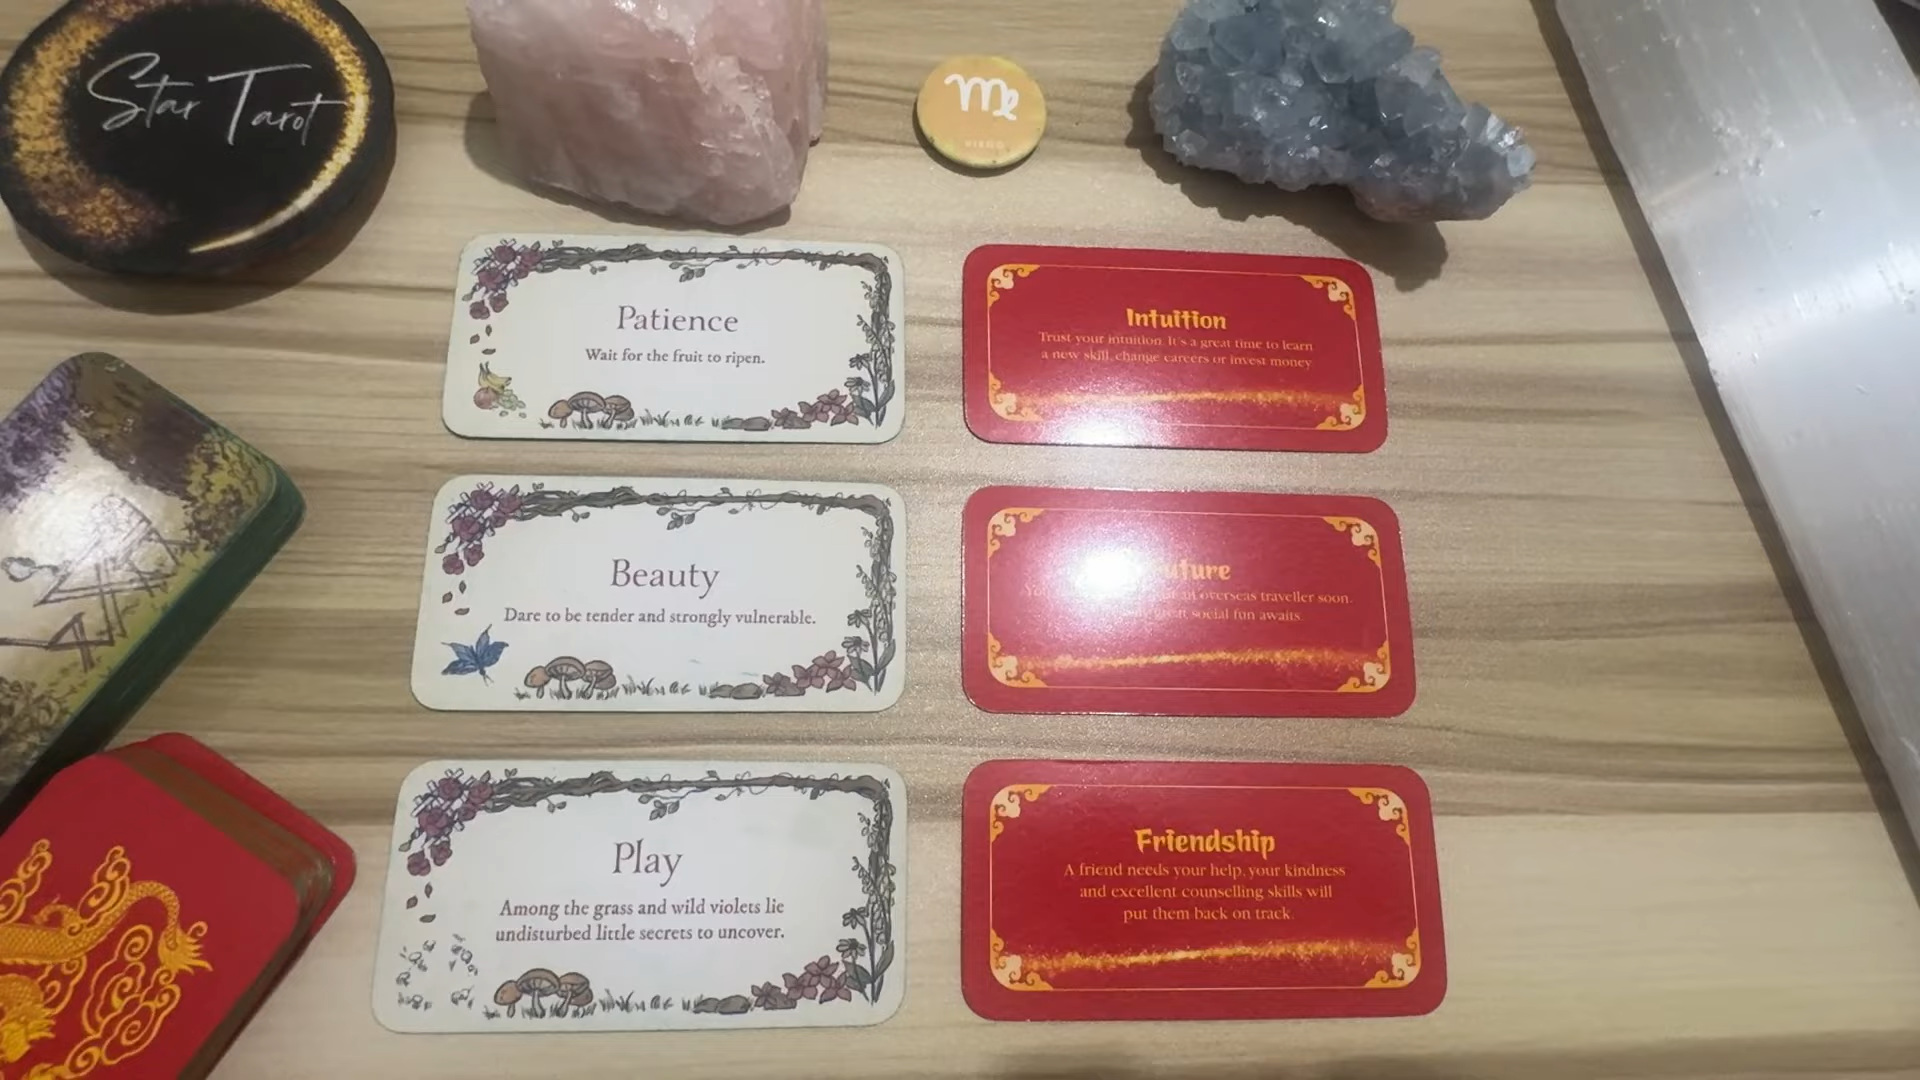 Star Tarot
VIRGO
Patience
Wait for the fruit to ripen.
Intuition
Trust your intuition. It's a great time to learn
a new skill, change careers or invest money
Beauty
Dare to be tender and strongly vulnerable.
overseas traveller soon.
social fun awaits
Play
Among the grass and wild violets lie
undisturbed little secrets to uncover.
Friendship
A friend needs your help, your kindness
and excellent counselling skills will
put them back on track.